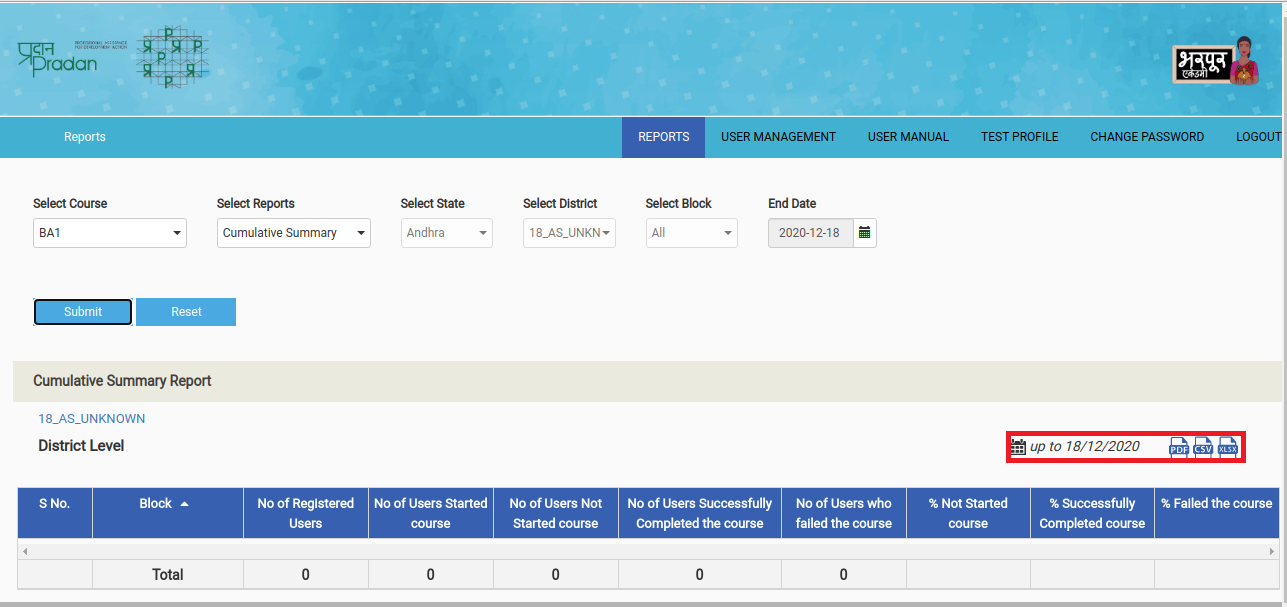 प्रदान
Pradan
PROFESSIONAL ASSISTANCE
FOR DEVELOPMENT ACTION
भरपूर
एकेडमी
Reports
REPORTS USER MANAGEMENT USER MANUAL TEST PROFILE CHANGE PASSWORD LOGOUT
Select Course Select Reports Select State Select District Select Block End Date
BA1 Cumulative Summary Andhra 18_AS_UNKN All 2020-12-18
Submit Reset
Cumulative Summary Report
18_AS_UNKNOWN
District Level
up to 18/12/2020 PDF CSV XLSX
S No. Block No of Registered Users No of Users Started course No of Users Not Started course No of Users Successfully Completed the course No of Users who failed the course % Not Started course % Successfully Completed course % Failed the course
Total 0 0 0 0 0